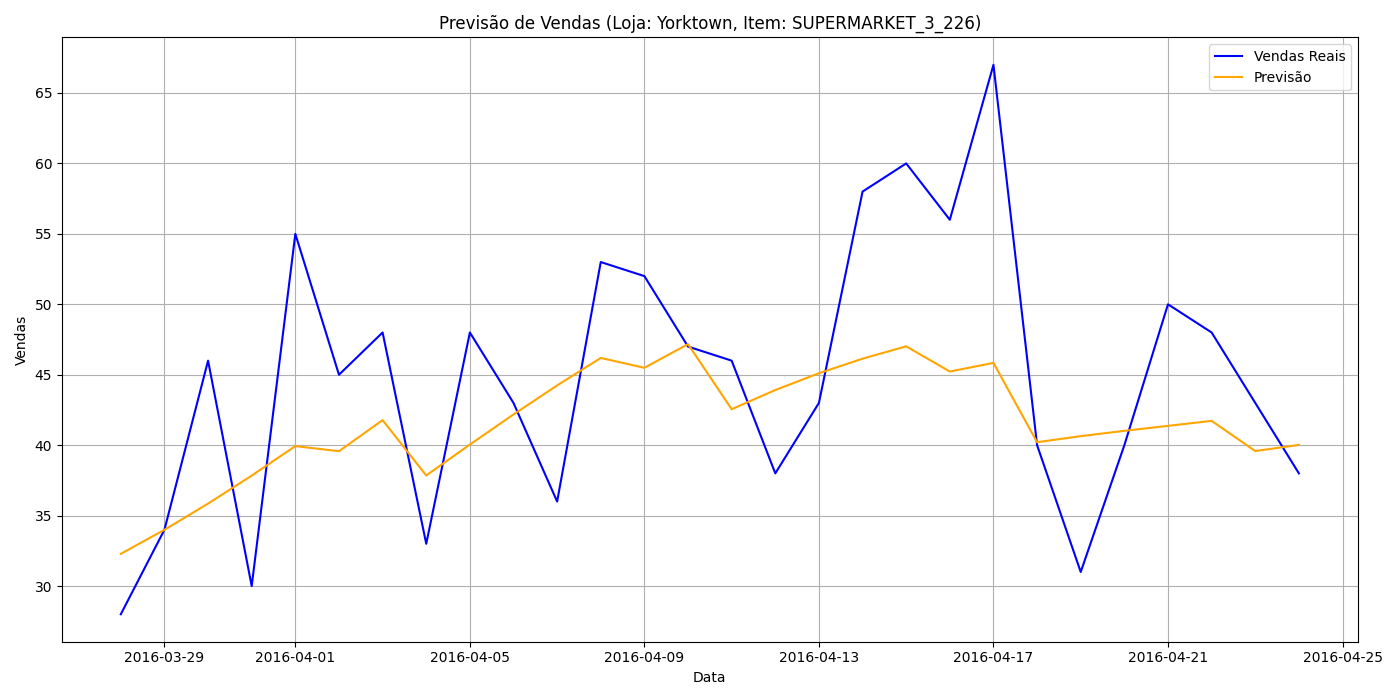 Previsão de Vendas (Loja: Yorktown, Item: SUPERMARKET_3_226)
Vendas Reais
Previsão
Vendas
65
60
55
50
45
40
35
30
2016-03-29 2016-04-01 2016-04-05 2016-04-09 2016-04-13 2016-04-17 2016-04-21 2016-04-25
Data